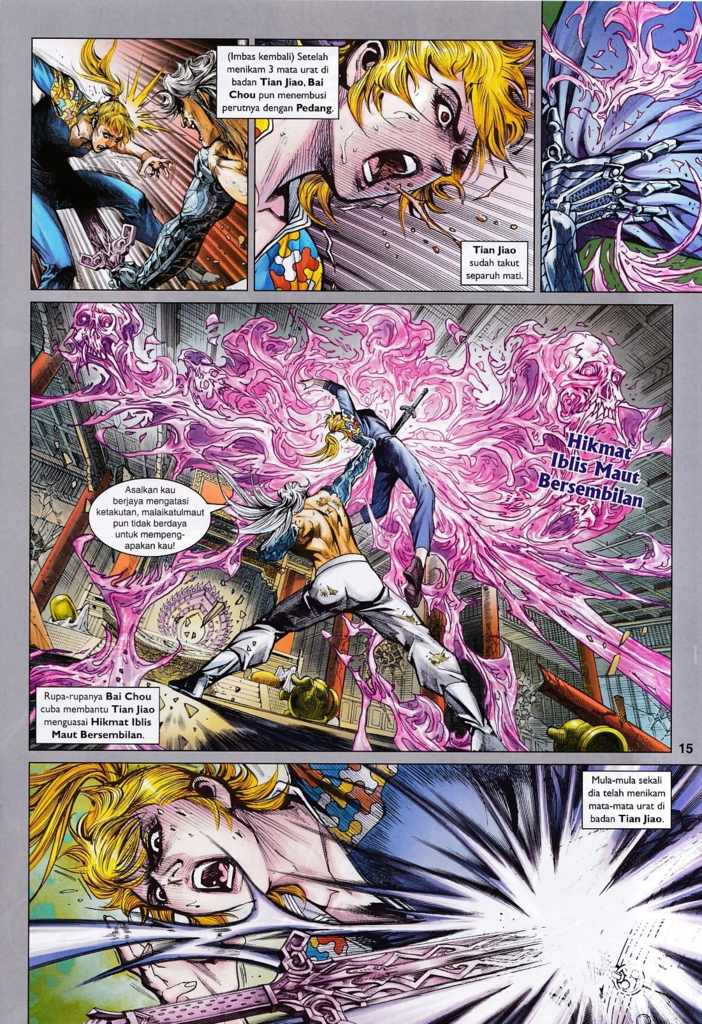 (Imbas kembali) Setelah
menikam 3 mata urat di
badan Tian Jiao, Bai
Chou pun menembusi
perutnya dengan Pedang.
Tian Jiao
sudah takut
separuh mati.
Hikmat
Iblis Maut
Bersembilan
Asalkan kau
berjaya mengatasi
ketakutan, malaikatulmaut
pun tidak berdaya
untuk mempeng-
apakan kau!
Rupa-rupanya Bai Chou
cuba membantu Tian Jiao
menguasai Hikmat Iblis
Maut Bersembilan.
15
Mula-mula sekali
dia telah menikam
mata-mata urat di
badan Tian Jiao.